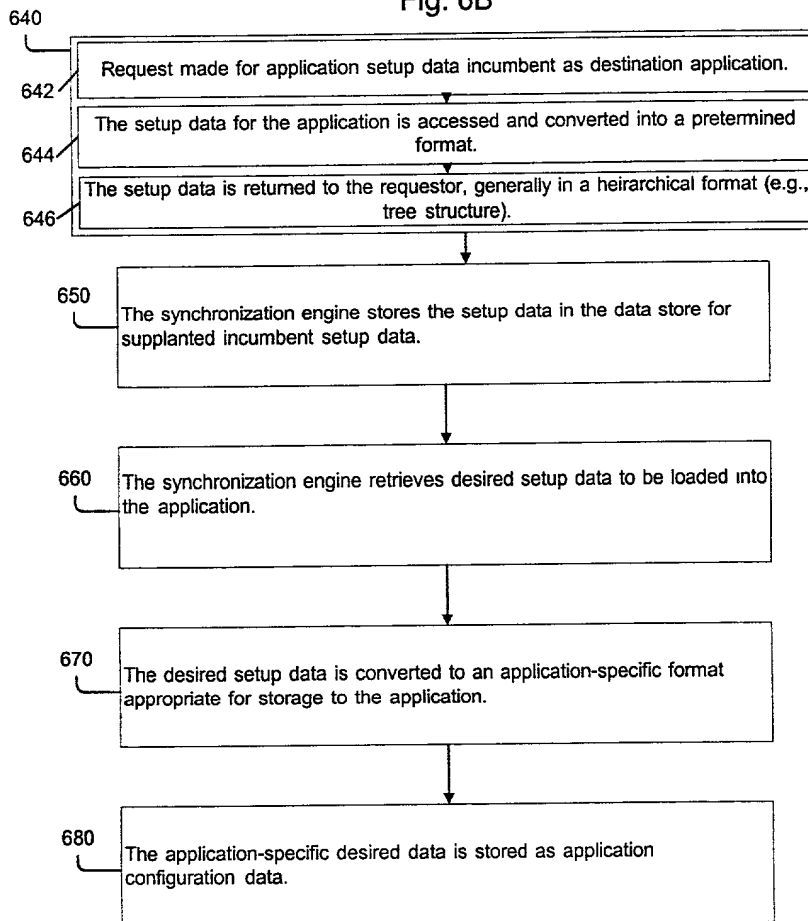 Fig. 6B
640
Request made for application setup data incumbent as destination application.
642
The setup data for the application is accessed and converted into a pretermined
format.
644
The setup data is returned to the requestor, generally in a heirarchical format (e.g.,
tree structure).
646
650
The synchronization engine stores the setup data in the data store for
supplanted incumbent setup data.
660
The synchronization engine retrieves desired setup data to be loaded into
the application.
670
The desired setup data is converted to an application-specific format
appropriate for storage to the application.
680
The application-specific desired data is stored as application
configuration data.